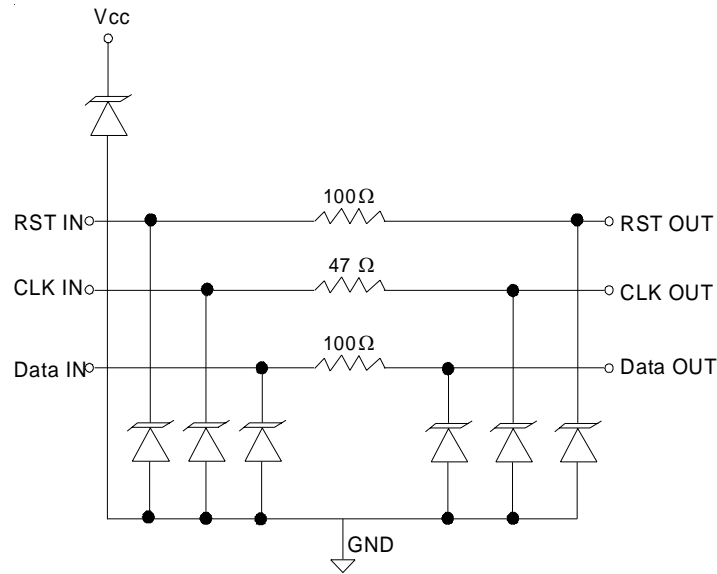 Vcc
100Ω
RST IN
RST OUT
47 Ω
CLK IN
CLK OUT
100Ω
Data IN
Data OUT
GND